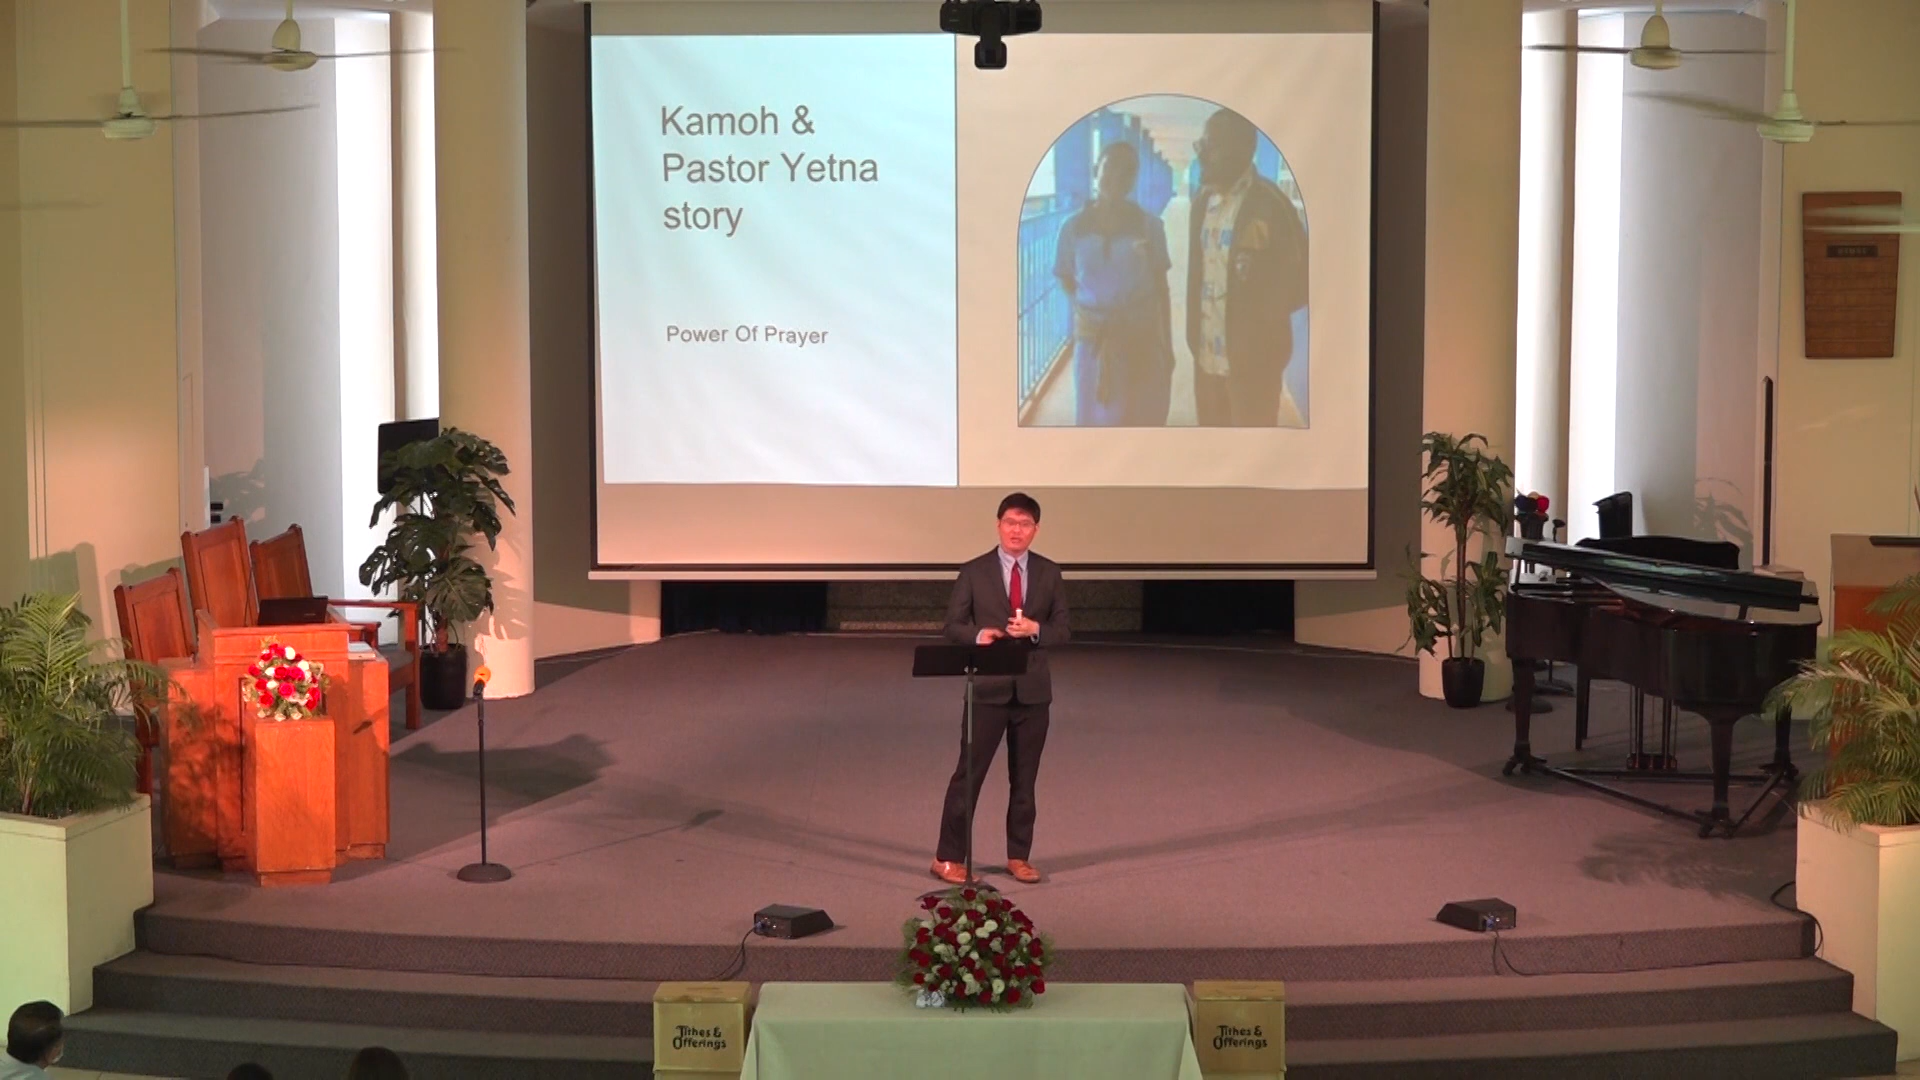 Kamoh &
Pastor Yetna
story
Power Of Prayer
Tithes &
Offerings
Tithes &
Offerings